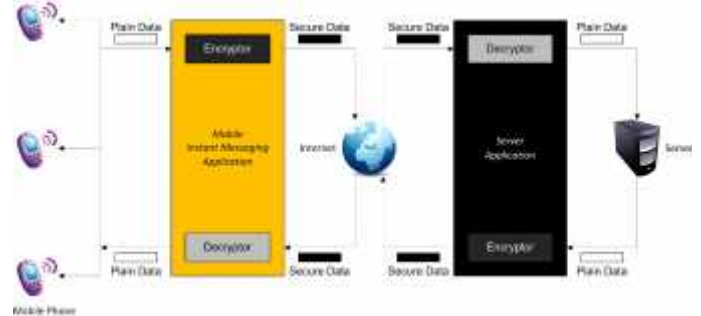 Plain Data
Secure Data
Secure Data
Plain Data
Encryptor
Decryptor
Mobile
Instant Messaging
Application
Internet
Server
Application
Server
Decryptor
Encryptor
Plain Data
Secure Data
Secure Data
Plain Data
Mobile Phone